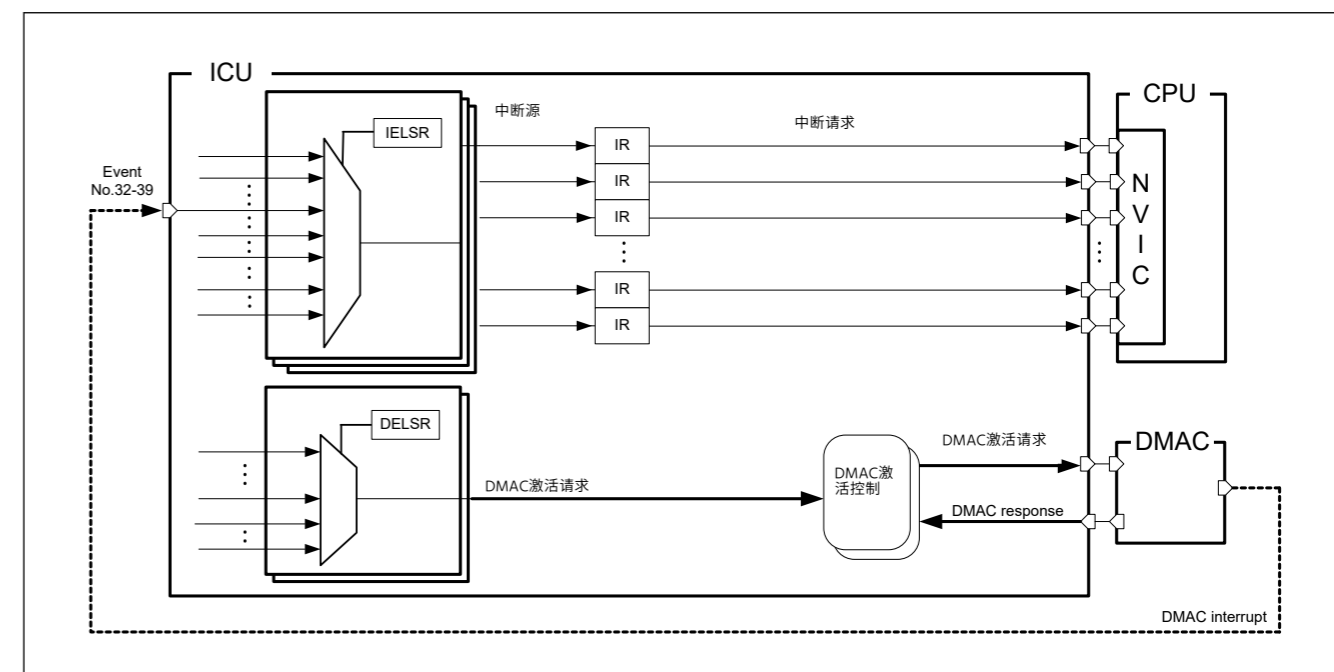 ICU
CPU
中断源
中断请求
IELSR
IR
IR
IR
IR
IR
N
V
I
C
Event
No.32-39
DELSR
DMAC激活请求
DMAC激
活控制
DMAC激活请求
DMAC response
DMAC
DMAC interrupt